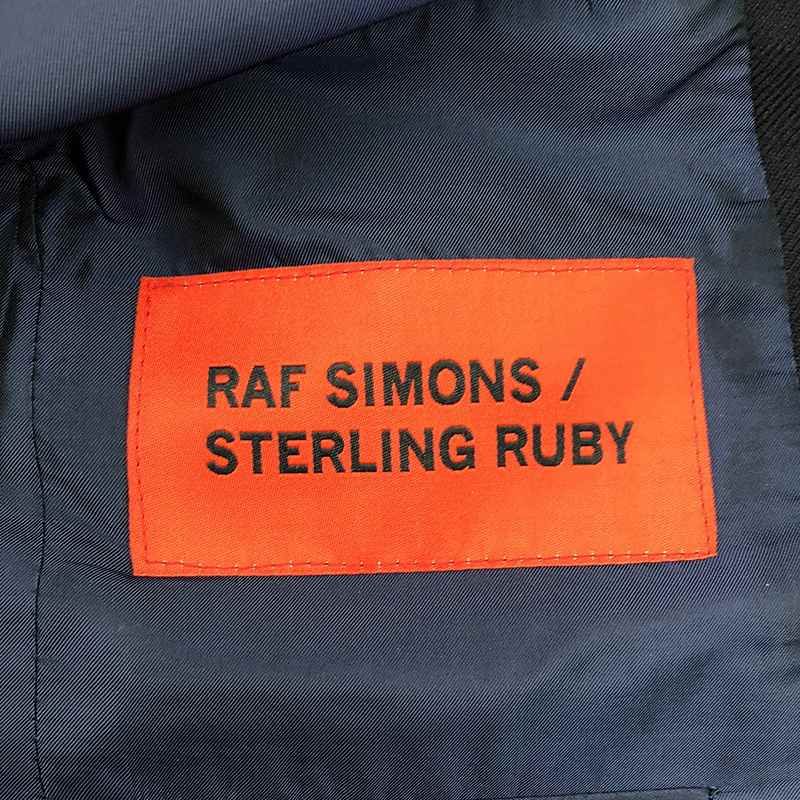 RAF SIMONS /
STERLING RUBY